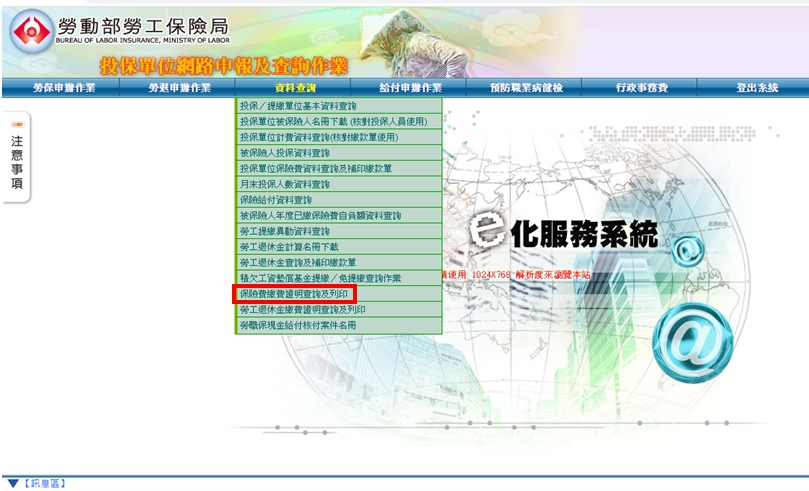 勞動部勞工保險局
BUREAU OF LABOR INSURANCE, MINISTRY OF LABOR
投保單位網路申報及查詢作業
勞保申辦作業 勞退申辦作業 資料查詢 給付申辦作業 預防職業病健檢 行政事務費 登出系統
注意事項
投保／提繳單位基本資料查詢
投保單位被保險人名冊下載 (核對投保人員使用)
投保單位計費資料查詢(核對繳款單使用)
被保險人投保資料查詢
投保單位保險費資料查詢及補印繳款單
月末投保人數資料查詢
保險給付資料查詢
被保險人年度已繳保險費自負額資料查詢
勞工提繳異動資料查詢
勞工退休金計算名冊下載
勞工退休金查詢及補印繳款單
積欠工資墊償基金提繳／免提繳查詢作業
保險費繳費證明查詢及列印
勞工退休金繳費證明查詢及列印
勞職保現金給付核付案件名冊
e化服務系統
使用 1024X768 解析度來瀏覽本站
▼【訊息區】